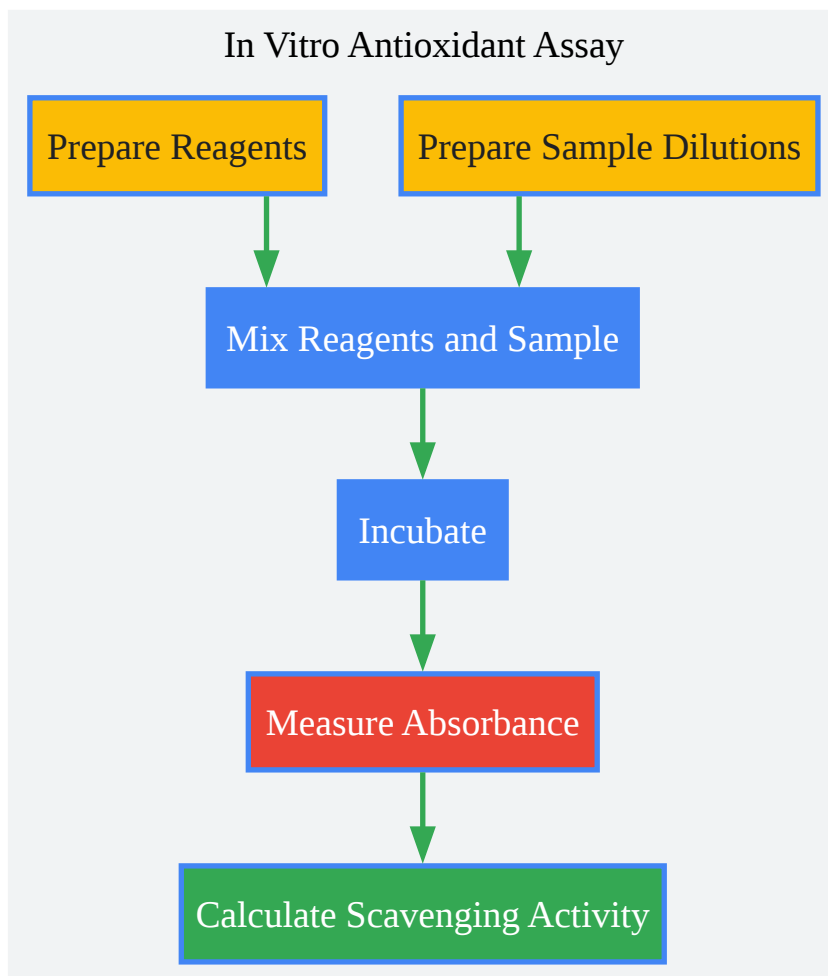 In Vitro Antioxidant Assay
Prepare Reagents
Prepare Sample Dilutions
Mix Reagents and Sample
Incubate
Measure Absorbance
Calculate Scavenging Activity